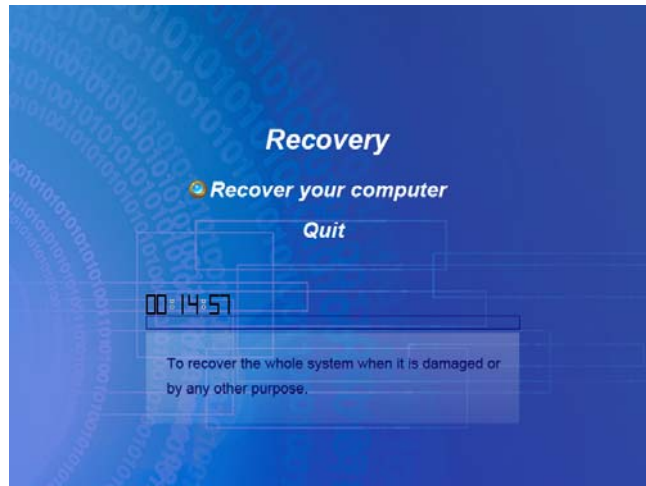 Recovery
Recover your computer
Quit
00:14:57
To recover the whole system when it is damaged or
by any other purpose.